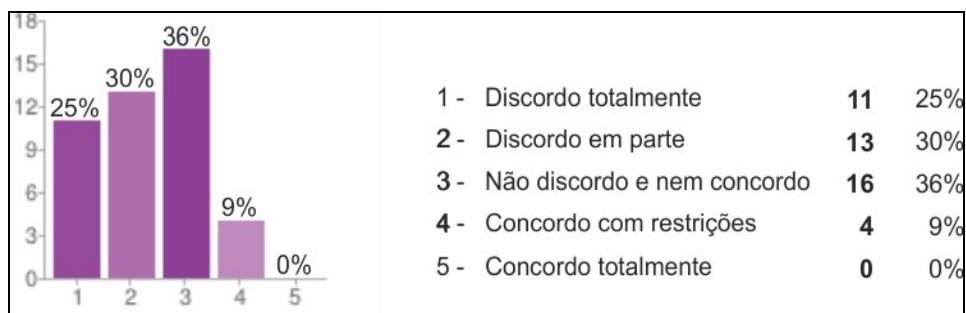 18
15
12
9
6
3
0
25%
30%
36%
9%
0%
1 2 3 4 5
1 - Discordo totalmente 11 25%
2 - Discordo em parte 13 30%
3 - Não discordo e nem concordo 16 36%
4 - Concordo com restrições 4 9%
5 - Concordo totalmente 0 0%